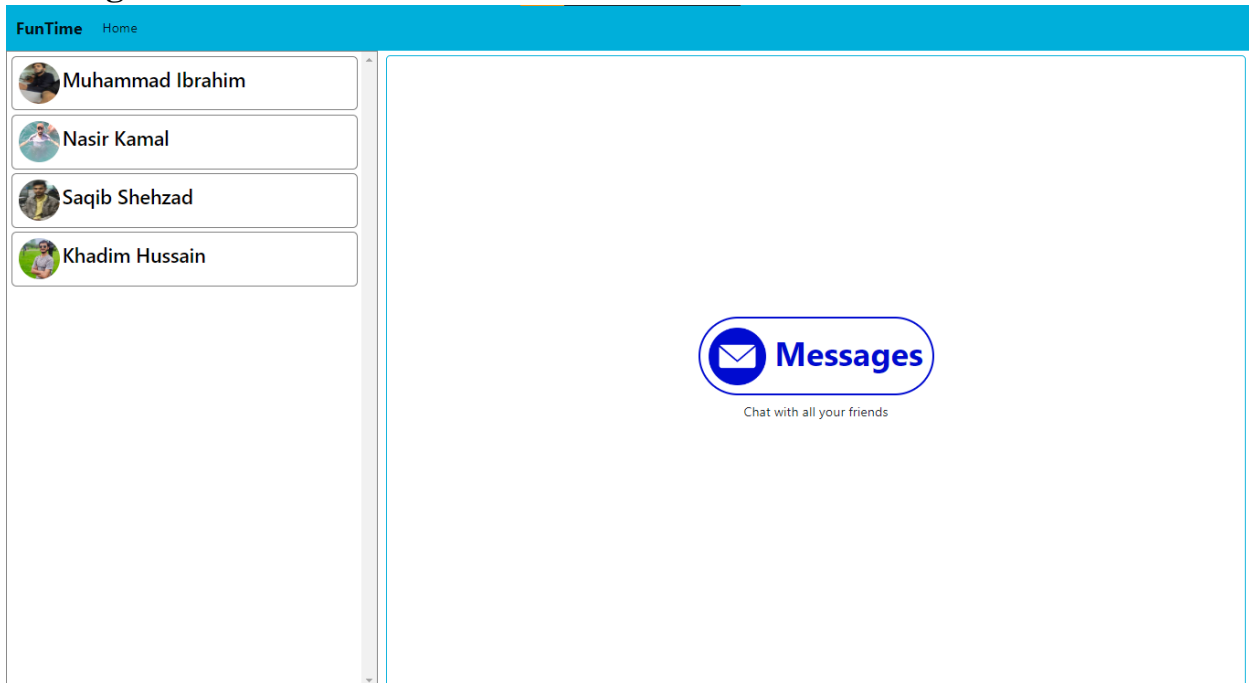 FunTime Home
Muhammad Ibrahim
Nasir Kamal
Saqib Shehzad
Khadim Hussain
Messages
Chat with all your friends